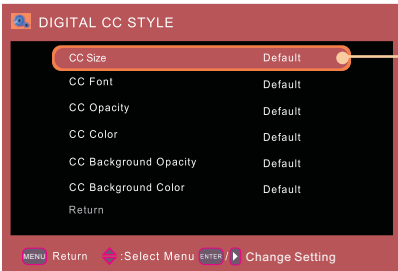 DIGITAL CC STYLE
CC Size Default
CC Font Default
CC Opacity Default
CC Color Default
CC Background Opacity Default
CC Background Color Default
Return
MENU Return :Select Menu ENTER / Change Setting